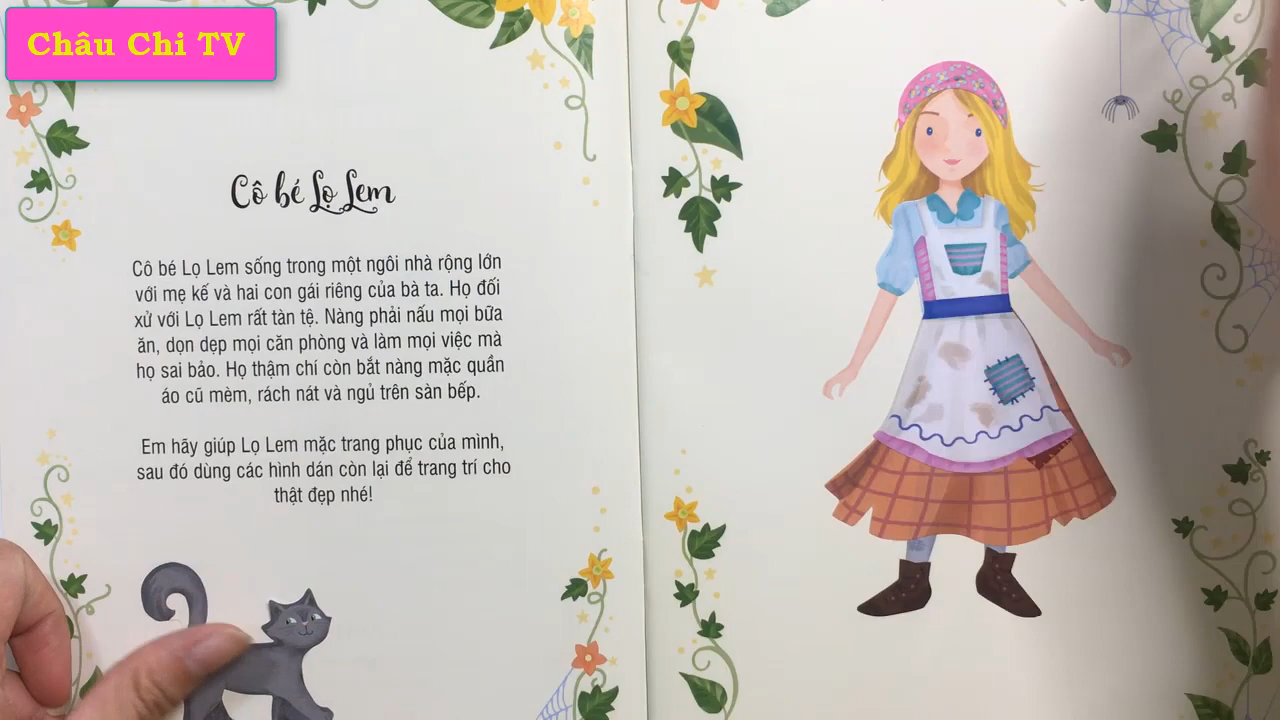 Châu Chi TV
Cô bé Lọ Lem
Cô bé Lọ Lem sống trong một ngôi nhà rộng lớn
với mẹ kế và hai con gái riêng của bà ta. Họ đối
xử với Lọ Lem rất tàn tệ. Nàng phải nấu mọi bữa
ăn, dọn dẹp mọi căn phòng và làm mọi việc mà
họ sai bảo. Họ thậm chí còn bắt nàng mặc quần
áo cũ mèm, rách nát và ngủ trên sàn bếp.
Em hãy giúp Lọ Lem mặc trang phục của mình,
sau đó dùng các hình dán còn lại để trang trí cho
thật đẹp nhé!